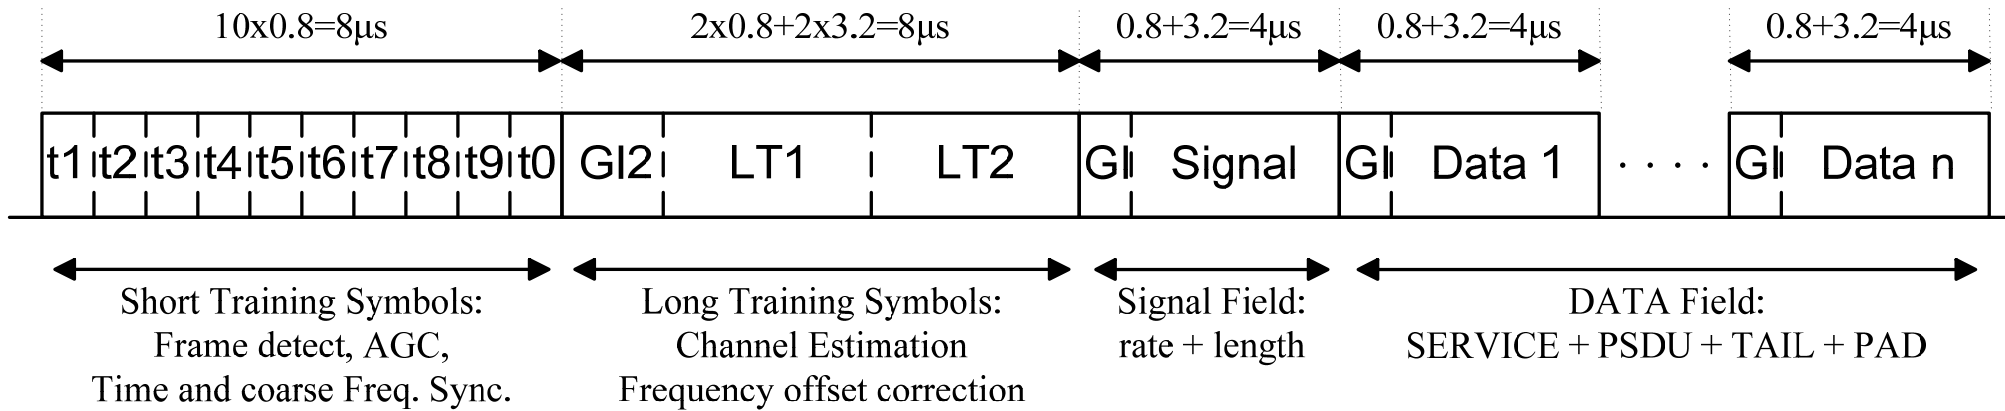 10x0.8=8μs 2x0.8+2x3.2=8μs 0.8+3.2=4μs 0.8+3.2=4μs 0.8+3.2=4μs
t1 t2 t3 t4 t5 t6 t7 t8 t9 t0 GI2 LT1 LT2 GI Signal GI Data 1 · · · · GI Data n
Short Training Symbols:
Frame detect, AGC,
Time and coarse Freq. Sync.
Long Training Symbols:
Channel Estimation
Frequency offset correction
Signal Field:
rate + length
DATA Field:
SERVICE + PSDU + TAIL + PAD